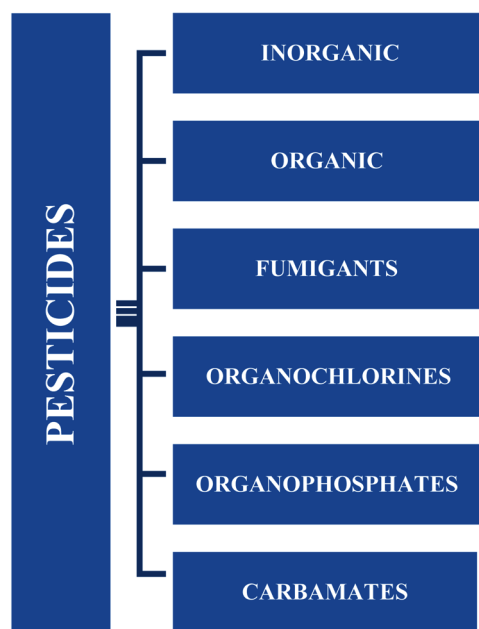 PESTICIDES
INORGANIC
ORGANIC
FUMIGANTS
ORGANOCHLORINES
ORGANOPHOSPHATES
CARBAMATES